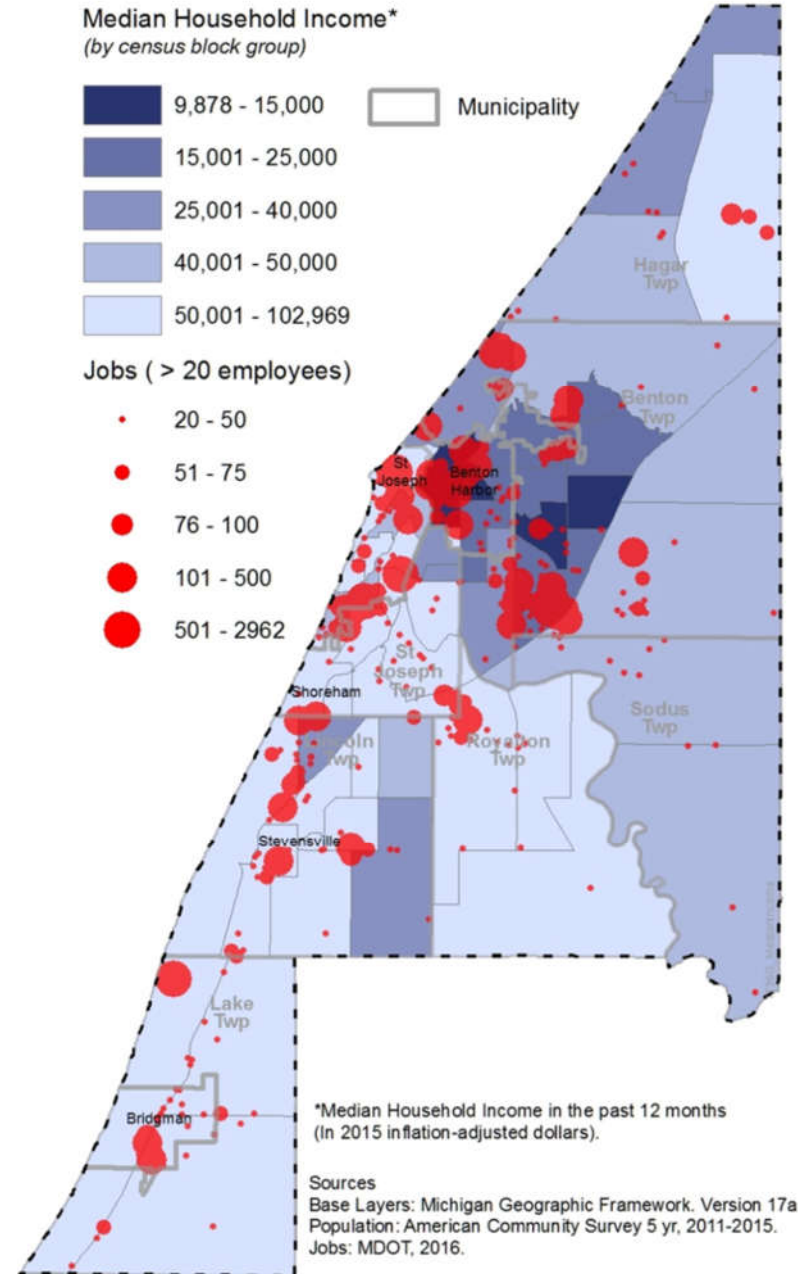 Median Household Income*
(by census block group)
9,878 - 15,000
Municipality
15,001 - 25,000
25,001 - 40,000
40,001 - 50,000
50,001 - 102,969
Jobs ( > 20 employees)
20 - 50
51 - 75
76 - 100
101 - 500
501 - 2962
Hagar
Twp
Benton
Twp
St
Joseph
Benton
Harbor
St
Joseph
Twp
Shoreham
Sodus
Twp
Lincoln
Twp
Royalton
Twp
Stevensville
Lake
Twp
Bridgman
*Median Household Income in the past 12 months
(In 2015 inflation-adjusted dollars).
Sources
Base Layers: Michigan Geographic Framework. Version 17a
Population: American Community Survey 5 yr, 2011-2015.
Jobs: MDOT, 2016.